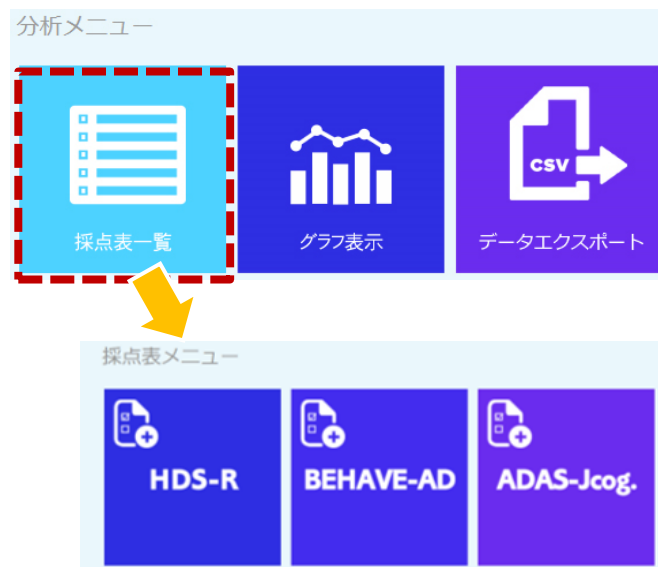 分析メニュー
採点表一覧
グラフ表示
CSV
データエクスポート
採点表メニュー
HDS-R
BEHAVE-AD
ADAS-Jcog.